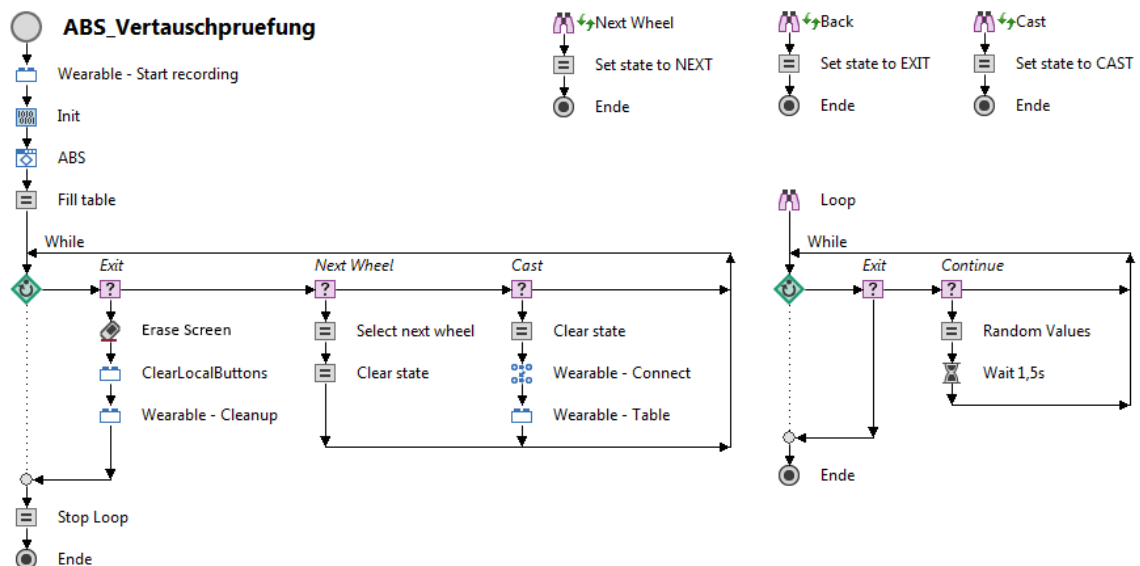 ABS_Vertauschpruefung
Wearable - Start recording
Init
ABS
Fill table
While
Exit
Next Wheel
Cast
Erase Screen
Select next wheel
Clear state
ClearLocalButtons
Clear state
Wearable - Connect
Wearable - Cleanup
Wearable - Table
Stop Loop
Ende
Next Wheel
Set state to NEXT
Ende
Back
Set state to EXIT
Ende
Cast
Set state to CAST
Ende
Loop
While
Exit
Continue
Random Values
Wait 1,5s
Ende